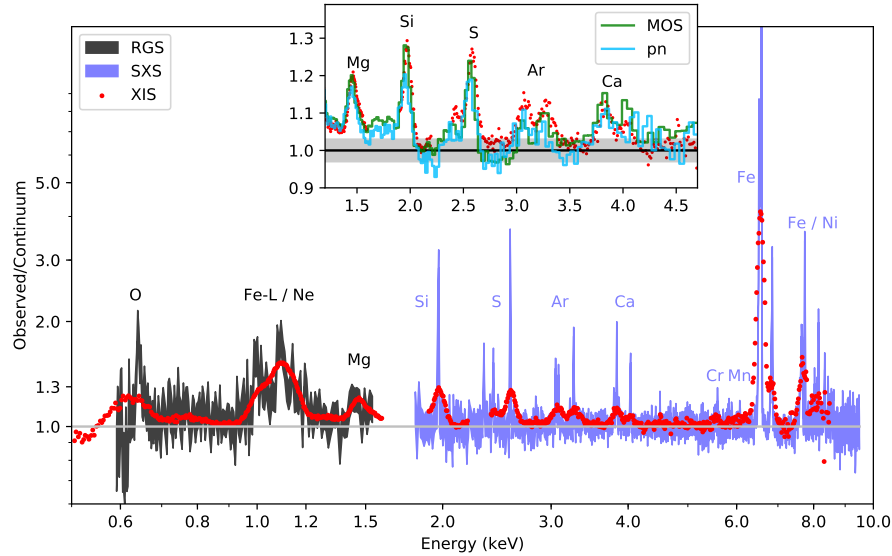 RGS
SXS
XIS
MOS
pn
Mg
Si
S
Ar
Ca
1.3
1.2
1.1
1.0
0.9
1.5 2.0 2.5 3.0 3.5 4.0 4.5
Observed/Continuum
5.0
3.0
2.0
1.3
1.0
O
Fe-L / Ne
Mg
Si
S
Ar
Ca
Cr Mn
Fe
Fe / Ni
0.6 1.0 1.2 1.5 2.0 3.0 4.0 6.0 8.0 10.0
Energy (keV)